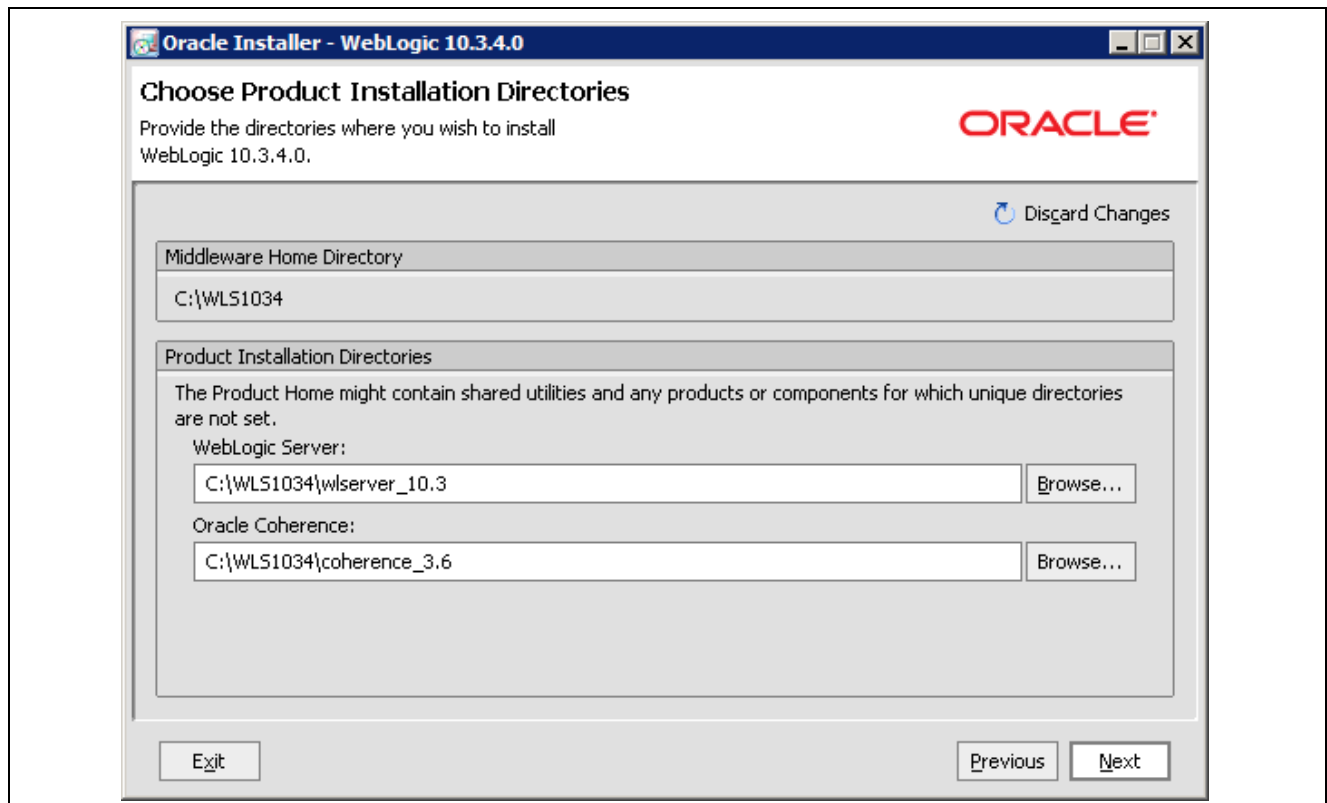 Oracle Installer - WebLogic 10.3.4.0
Choose Product Installation Directories
Provide the directories where you wish to install
WebLogic 10.3.4.0.
ORACLE
Discard Changes
Middleware Home Directory
C:\WLS1034
Product Installation Directories
The Product Home might contain shared utilities and any products or components for which unique directories
are not set.
WebLogic Server:
C:\WLS1034\wlserver_10.3
Browse...
Oracle Coherence:
C:\WLS1034\coherence_3.6
Browse...
Exit
Previous
Next